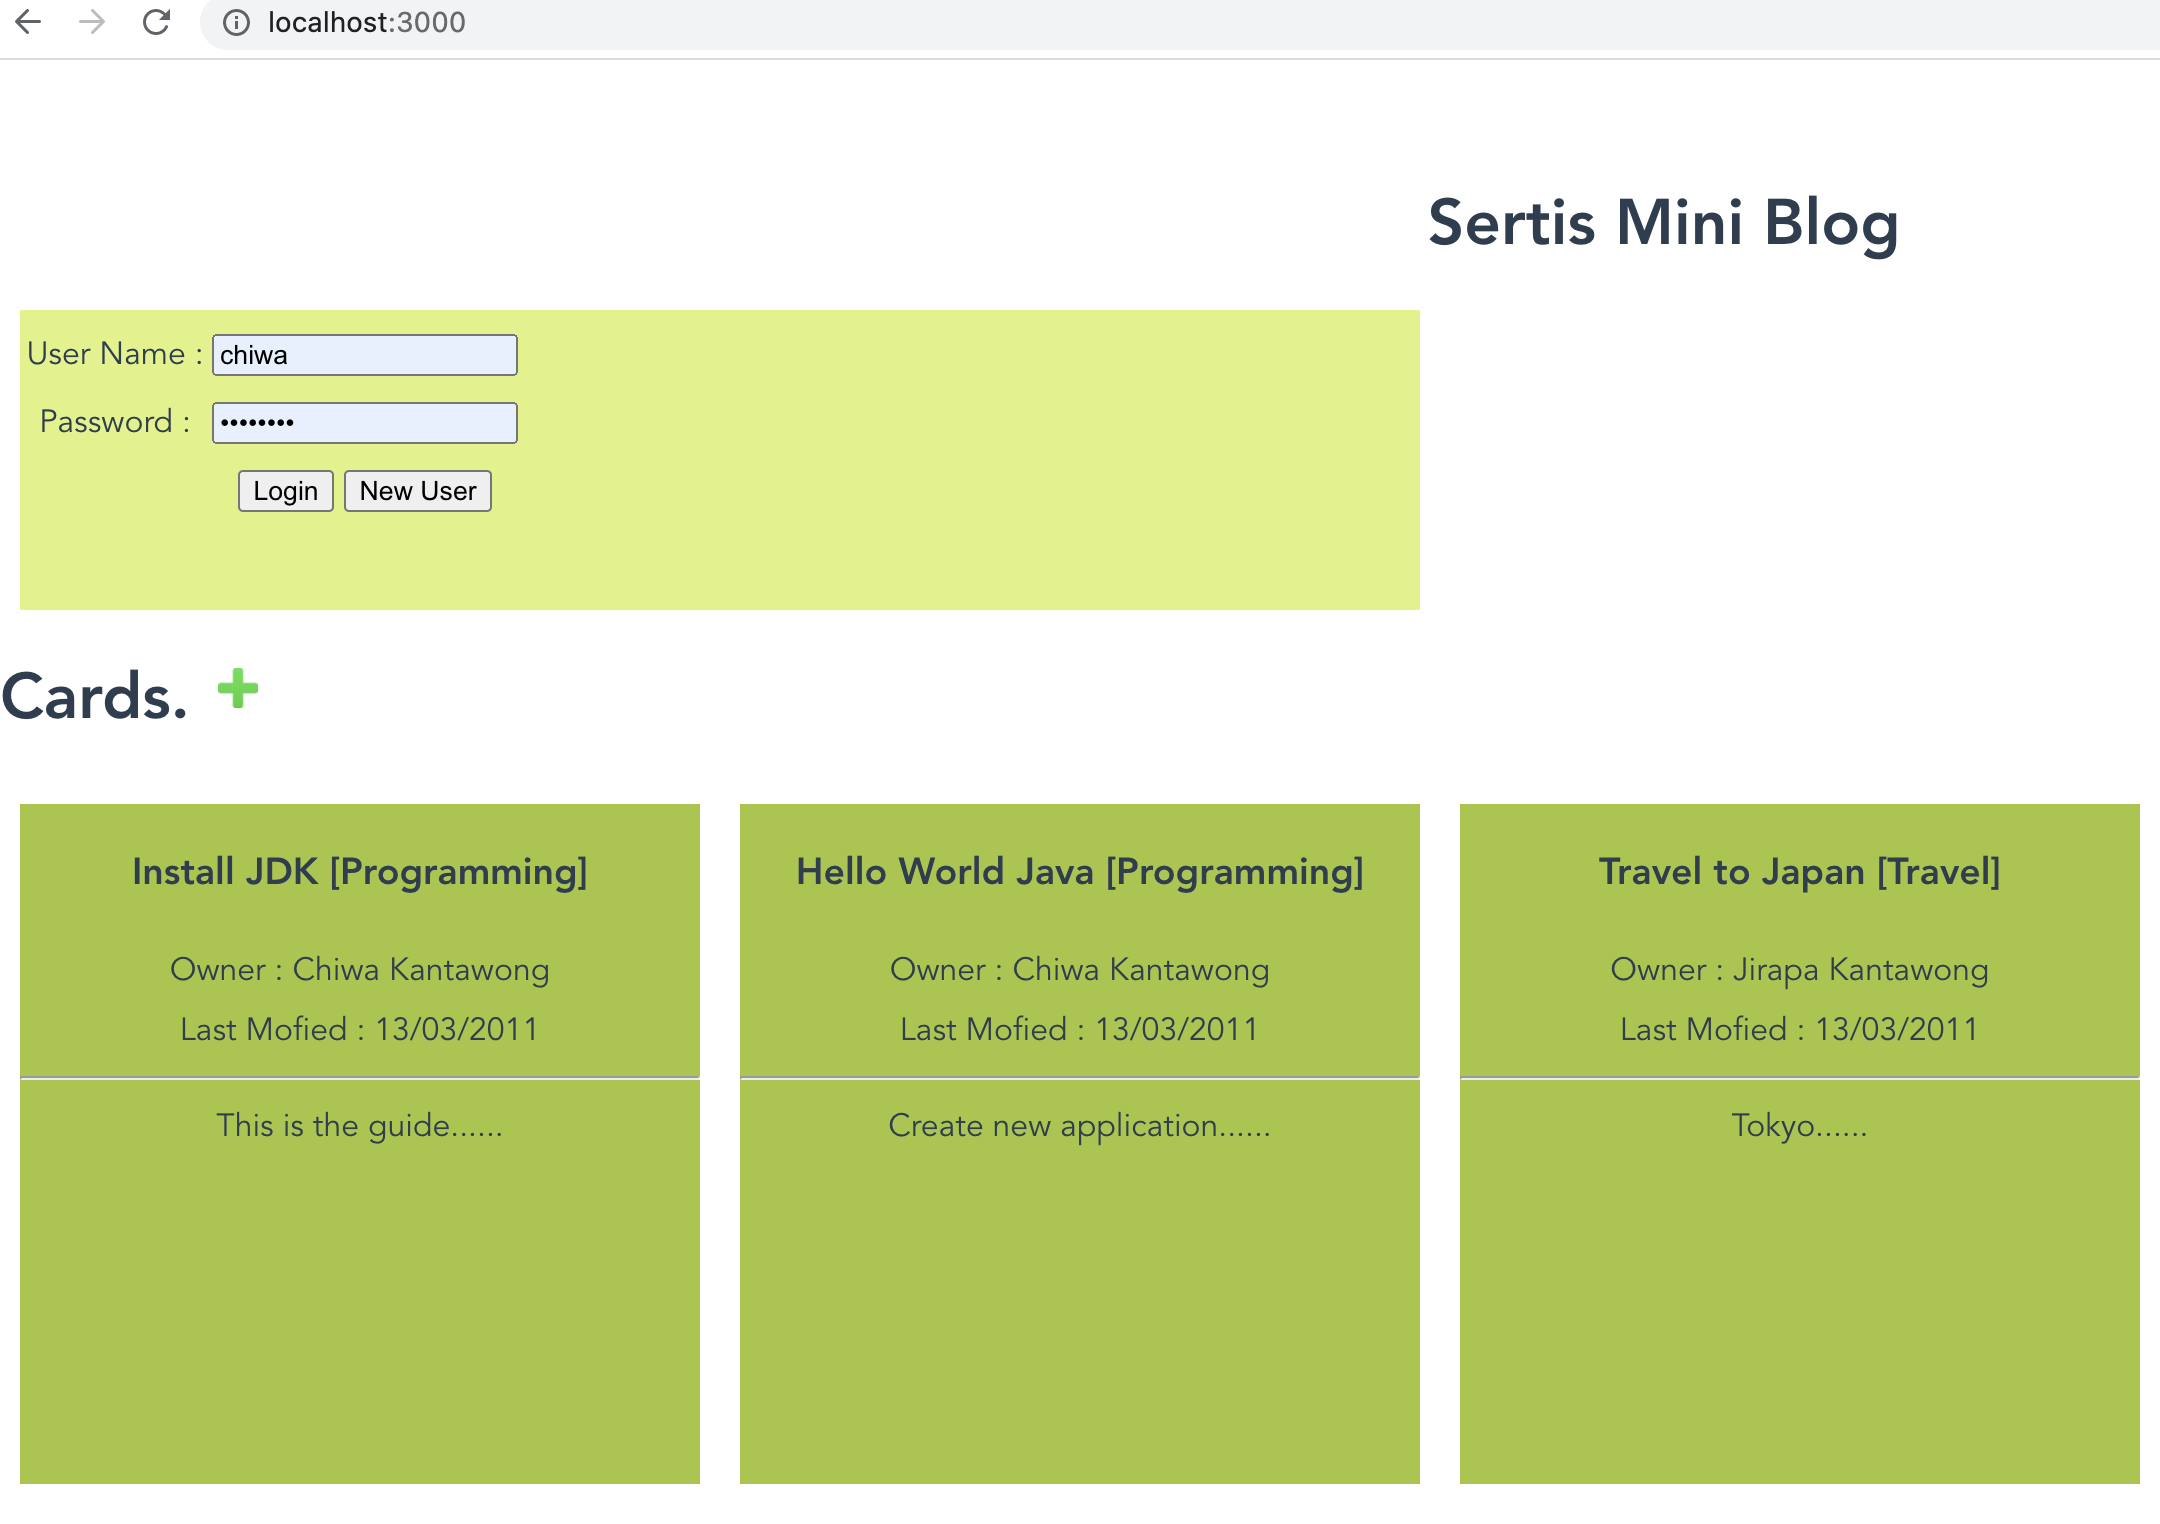 localhost:3000
Sertis Mini Blog
User Name : chiwa
Password : ••••••••
Login New User
Cards.
Install JDK [Programming]
Owner : Chiwa Kantawong
Last Mofied : 13/03/2011
This is the guide......
Hello World Java [Programming]
Owner : Chiwa Kantawong
Last Mofied : 13/03/2011
Create new application......
Travel to Japan [Travel]
Owner : Jirapa Kantawong
Last Mofied : 13/03/2011
Tokyo......